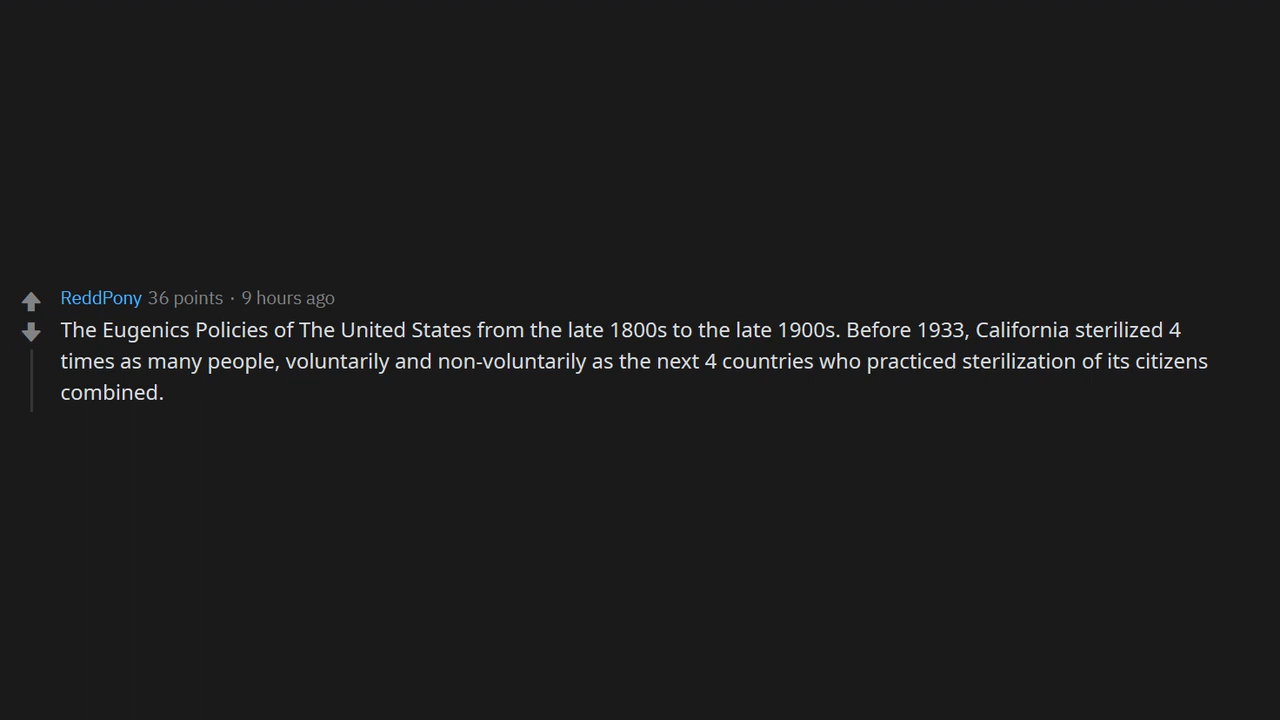 ReddPony 36 points · 9 hours ago
The Eugenics Policies of The United States from the late 1800s to the late 1900s. Before 1933, California sterilized 4
times as many people, voluntarily and non-voluntarily as the next 4 countries who practiced sterilization of its citizens
combined.